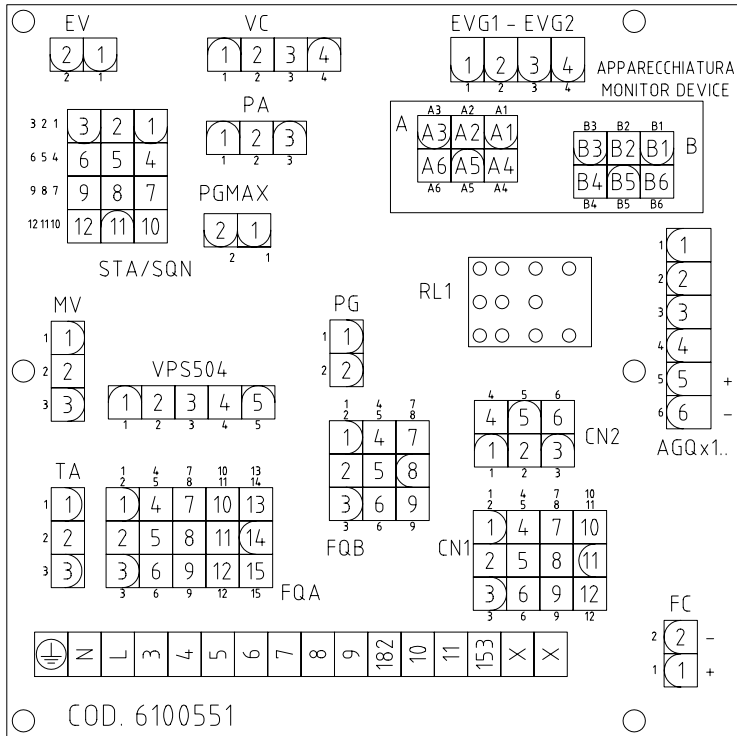 EV VC EVG1 - EVG2
2 1
2 1
1 2 3 4
1 2 3 4
1 2 3 4
1 2 3 4
APPARECCHIATURA
MONITOR DEVICE
3 2 1 3 2 1
6 5 4 6 5 4
9 8 7 9 8 7
12 11 10 12 11 10
STA/SQN
PA
1 2 3
1 2 3
PGMAX
2 1
2 1
A
A3 A2 A1
A3 A2 A1
A6 A5 A4
A6 A5 A4
B
B3 B2 B1
B3 B2 B1
B4 B5 B6
B4 B5 B6
RL1
1 1
2 2
3 3
4 4
5 5 +
6 6 -
AGQx1..
MV
1 1
2 2
3 3
VPS504
1 2 3 4 5
1 2 3 4 5
PG
1 1
2 2
4 5 6
4 5 6
1 2 3
1 2 3
CN2
TA
1 1
2 2
3 3
1 4 7 10 13
2 5 8 11 14
1 4 7 10 13
2 5 8 11 14
3 6 9 12 15
3 6 9 12 15
FQA
1 4 7
2 5 8
1 4 7
2 5 8
3 6 9
3 6 9
FQB
CN1
1 4 7 10
2 5 8 11
1 4 7 10
2 5 8 11
3 6 9 12
3 6 9 12
FC
2 2 -
1 1 +
N L 3 4 5 6 7 8 9 182 10 11 153 X X
COD. 6100551